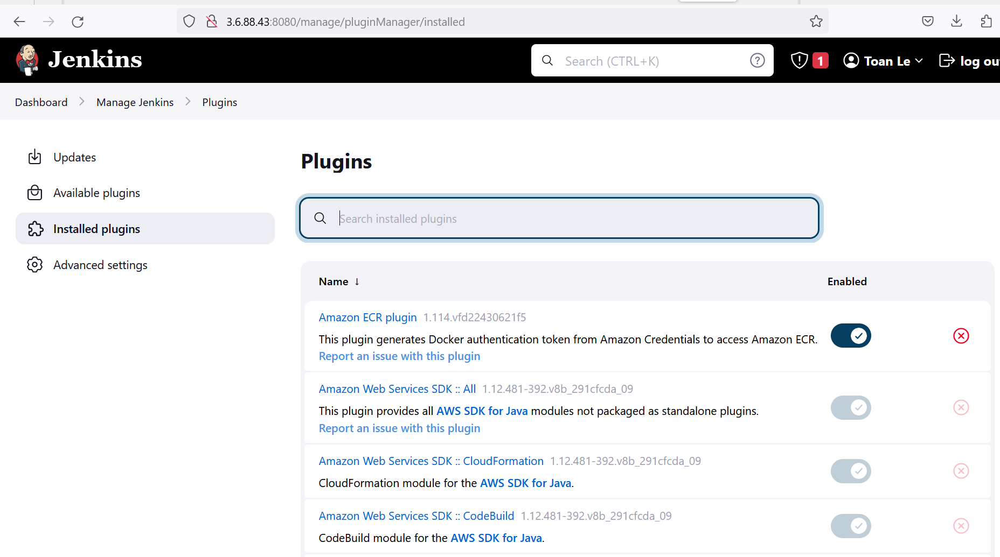 3.6.88.43:8080/manage/pluginManager/installed
Jenkins
Search (CTRL+K)
1
Toan Le
log ou
Dashboard
Manage Jenkins
Plugins
Updates
Available plugins
Installed plugins
Advanced settings
Plugins
Search installed plugins
Name ↓
Enabled
Amazon ECR plugin 1.114.vfd22430621f5
This plugin generates Docker authentication token from Amazon Credentials to access Amazon ECR.
Report an issue with this plugin
Amazon Web Services SDK :: All 1.12.481-392.v8b_291cfcda_09
This plugin provides all AWS SDK for Java modules not packaged as standalone plugins.
Report an issue with this plugin
Amazon Web Services SDK :: CloudFormation 1.12.481-392.v8b_291cfcda_09
CloudFormation module for the AWS SDK for Java.
Amazon Web Services SDK :: CodeBuild 1.12.481-392.v8b_291cfcda_09
CodeBuild module for the AWS SDK for Java.